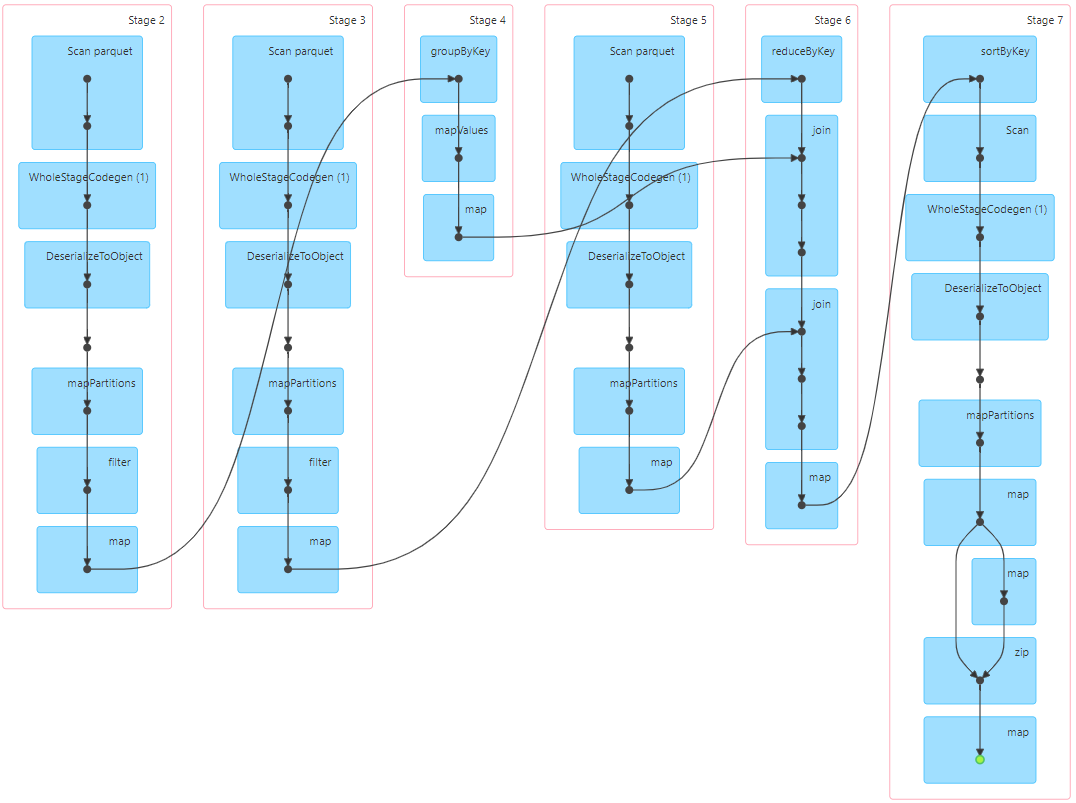 Stage 2
Scan parquet
WholeStageCodegen (1)
DeserializeToObject
mapPartitions
filter
map
Stage 3
Scan parquet
WholeStageCodegen (1)
DeserializeToObject
mapPartitions
filter
map
Stage 4
groupByKey
mapValues
map
Stage 5
Scan parquet
WholeStageCodegen (1)
DeserializeToObject
mapPartitions
map
Stage 6
reduceByKey
join
join
map
Stage 7
sortByKey
Scan
WholeStageCodegen (1)
DeserializeToObject
mapPartitions
map
map
zip
map